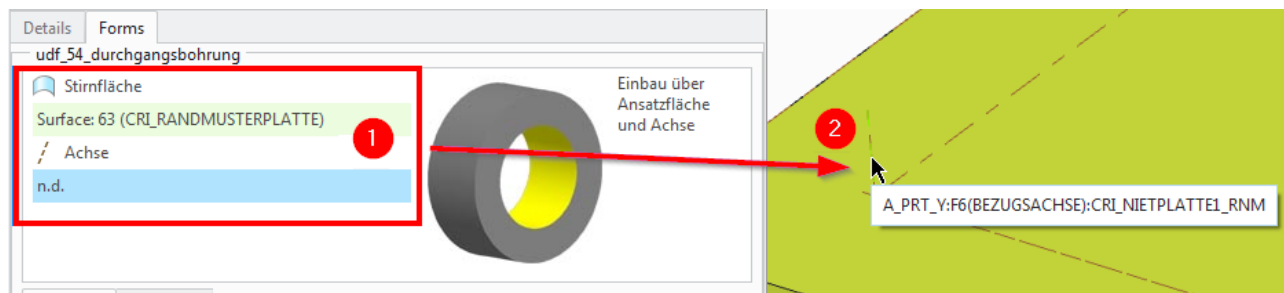 Details Forms
udf_54_durchgangsbohrung
Stirnfläche
Surface: 63 (CRI_RANDMUSTERPLATTE)
1
Achse
n.d.
Einbau über
Ansatzfläche
und Achse
2
A_PRT_Y:F6(BEZUGSACHSE):CRI_NIETPLATTE1_RNM